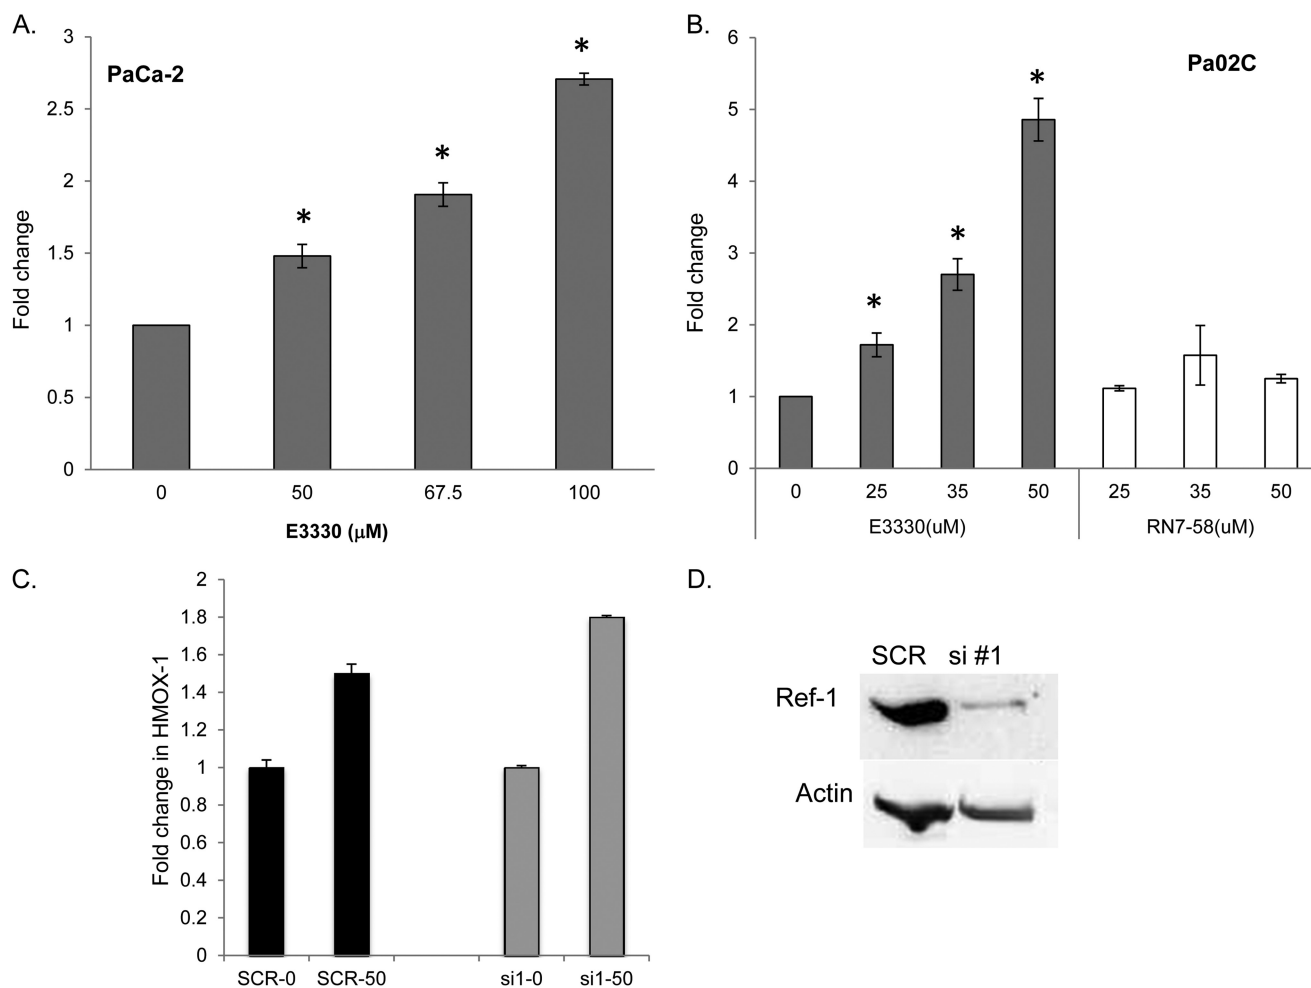 A.
PaCa-2
Fold change
3
2.5
2
1.5
1
0.5
0
*
*
*
0 50 67.5 100
E3330 (μM)
B.
Pa02C
Fold change
6
5
4
3
2
1
0
*
*
*
0 25 35 50 25 35 50
E3330(uM) RN7-58(uM)
C.
Fold change in HMOX-1
2
1.8
1.6
1.4
1.2
1
0.8
0.6
0.4
0.2
0
SCR-0 SCR-50 si1-0 si1-50
D.
SCR si #1
Ref-1
Actin